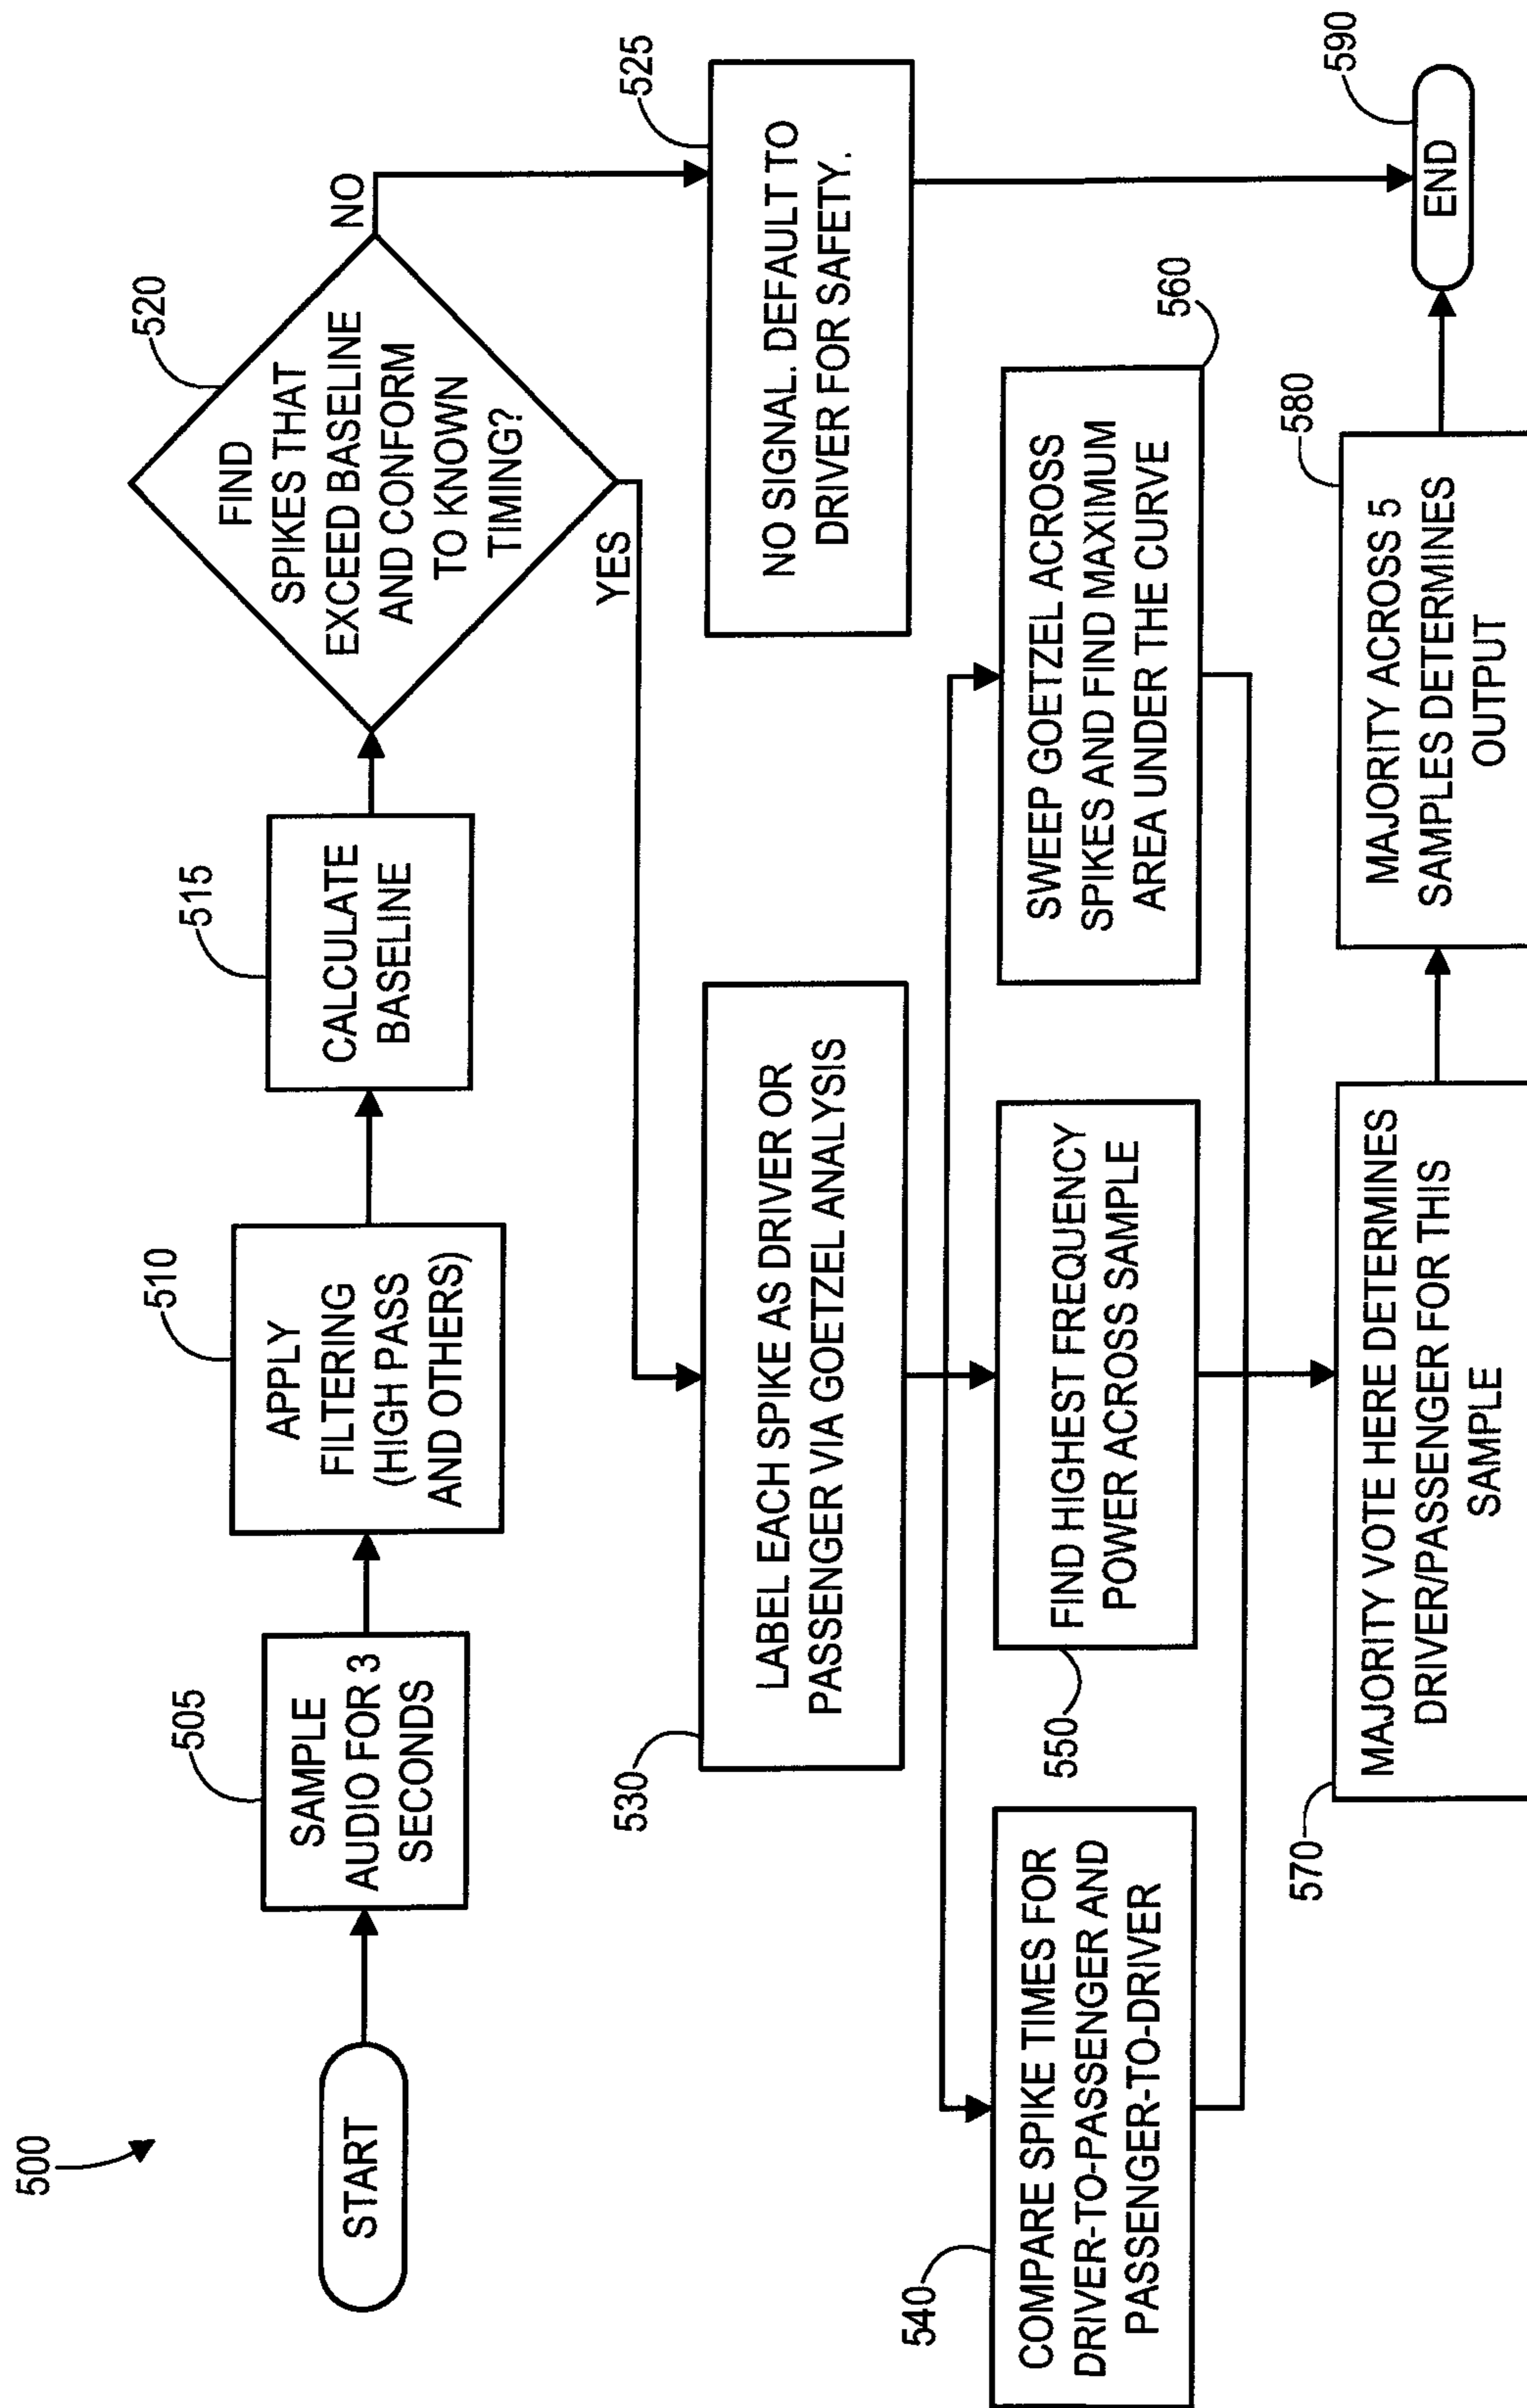 500
START
505
SAMPLE
AUDIO FOR 3
SECONDS
510
APPLY
FILTERING
(HIGH PASS
AND OTHERS)
515
CALCULATE
BASELINE
520
FIND
SPIKES THAT
EXCEED BASELINE
AND CONFORM
TO KNOWN
TIMING?
NO
YES
525
NO SIGNAL. DEFAULT TO
DRIVER FOR SAFETY.
530
LABEL EACH SPIKE AS DRIVER OR
PASSENGER VIA GOETZEL ANALYSIS
540
COMPARE SPIKE TIMES FOR
DRIVER-TO-PASSENGER AND
PASSENGER-TO-DRIVER
550
FIND HIGHEST FREQUENCY
POWER ACROSS SAMPLE
560
SWEEP GOETZEL ACROSS
SPIKES AND FIND MAXIMUM
AREA UNDER THE CURVE
570
MAJORITY VOTE HERE DETERMINES
DRIVER/PASSENGER FOR THIS
SAMPLE
580
MAJORITY ACROSS 5
SAMPLES DETERMINES
OUTPUT
590
END